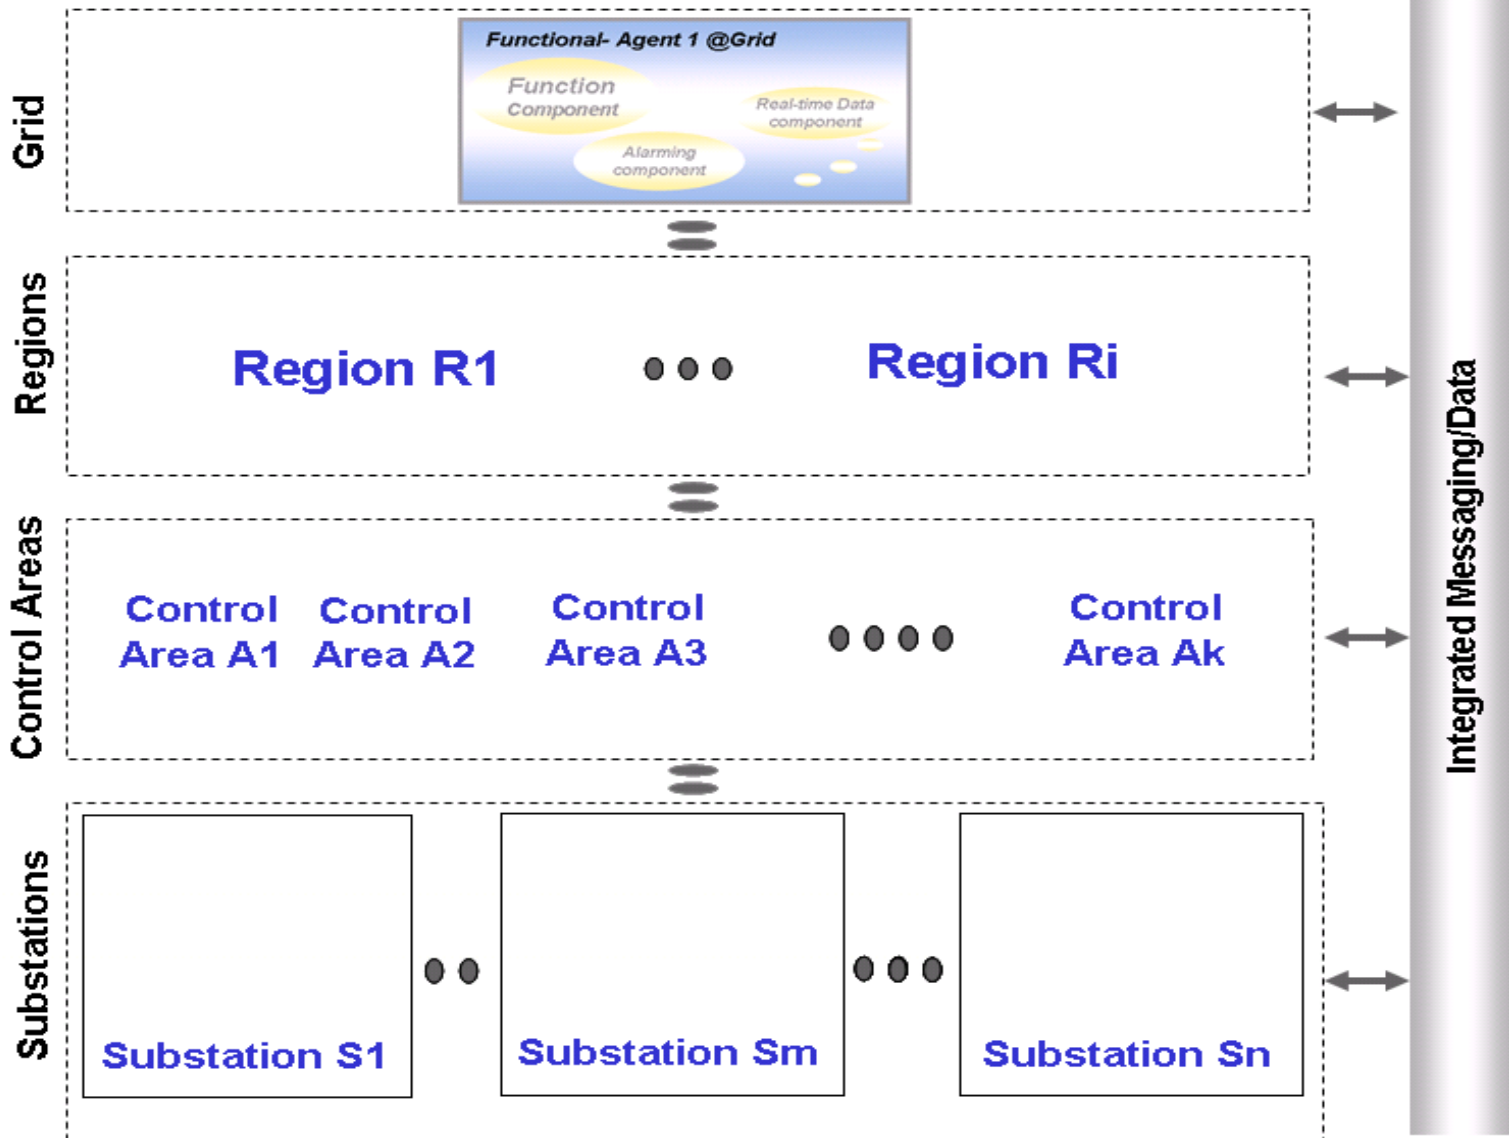 Grid
Functional- Agent 1 @Grid
Function
Component
Real-time Data
component
Alarming
component
Regions
Region R1
Region Ri
Control Areas
Control
Area A1
Control
Area A2
Control
Area A3
Control
Area Ak
Substations
Substation S1
Substation Sm
Substation Sn
Integrated Messaging/Data